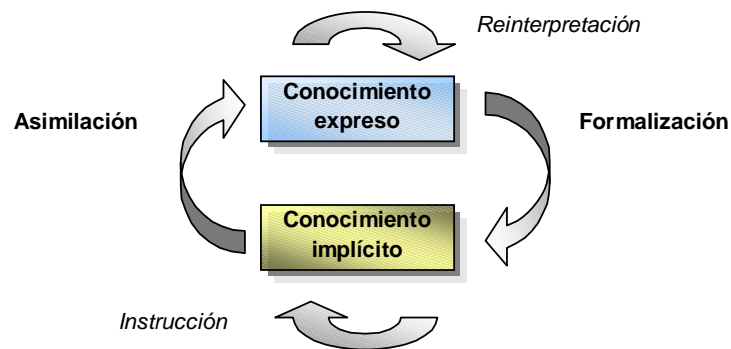 Reinterpretación
Conocimiento
expreso
Asimilación
Formalización
Conocimiento
implícito
Instrucción